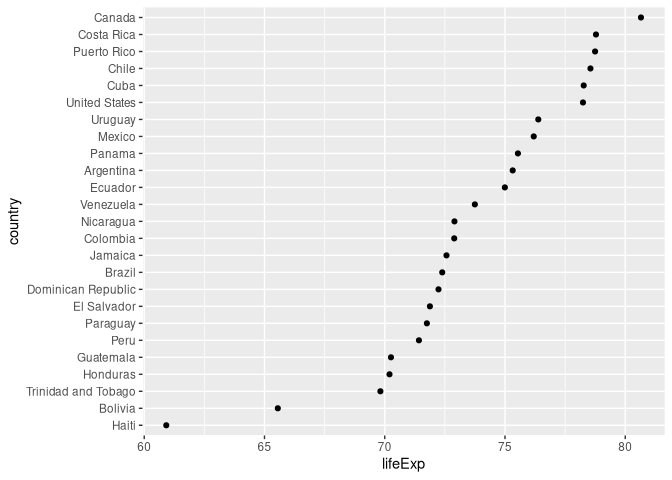 Canada
Costa Rica
Puerto Rico
Chile
Cuba
United States
Uruguay
Mexico
Panama
Argentina
Ecuador
Venezuela
Nicaragua
Colombia
Jamaica
Brazil
Dominican Republic
El Salvador
Paraguay
Peru
Guatemala
Honduras
Trinidad and Tobago
Bolivia
Haiti
country
60 65 70 75 80
lifeExp